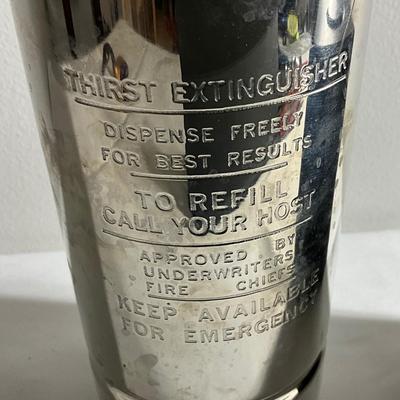 THIRST EXTINGUISHER
DISPENSE FREELY
FOR BEST RESULTS
TO REFILL
CALL YOUR HOST
APPROVED BY
UNDERWRITERS
FIRE CHIEFS
KEEP AVAILABLE
FOR EMERGENCY